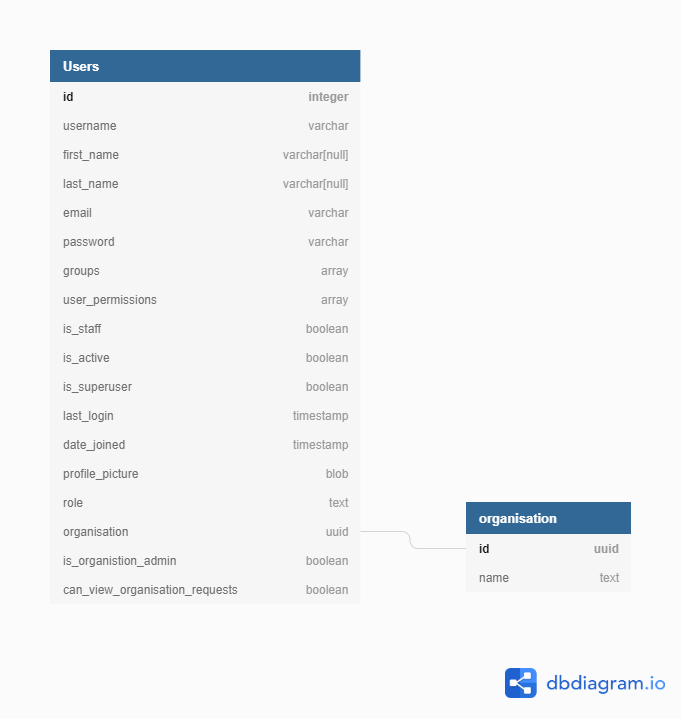 Users
id integer
username varchar
first_name varchar[null]
last_name varchar[null]
email varchar
password varchar
groups array
user_permissions array
is_staff boolean
is_active boolean
is_superuser boolean
last_login timestamp
date_joined timestamp
profile_picture blob
role text
organisation uuid
is_organistion_admin boolean
can_view_organisation_requests boolean
organisation
id uuid
name text
dbdiagram.io